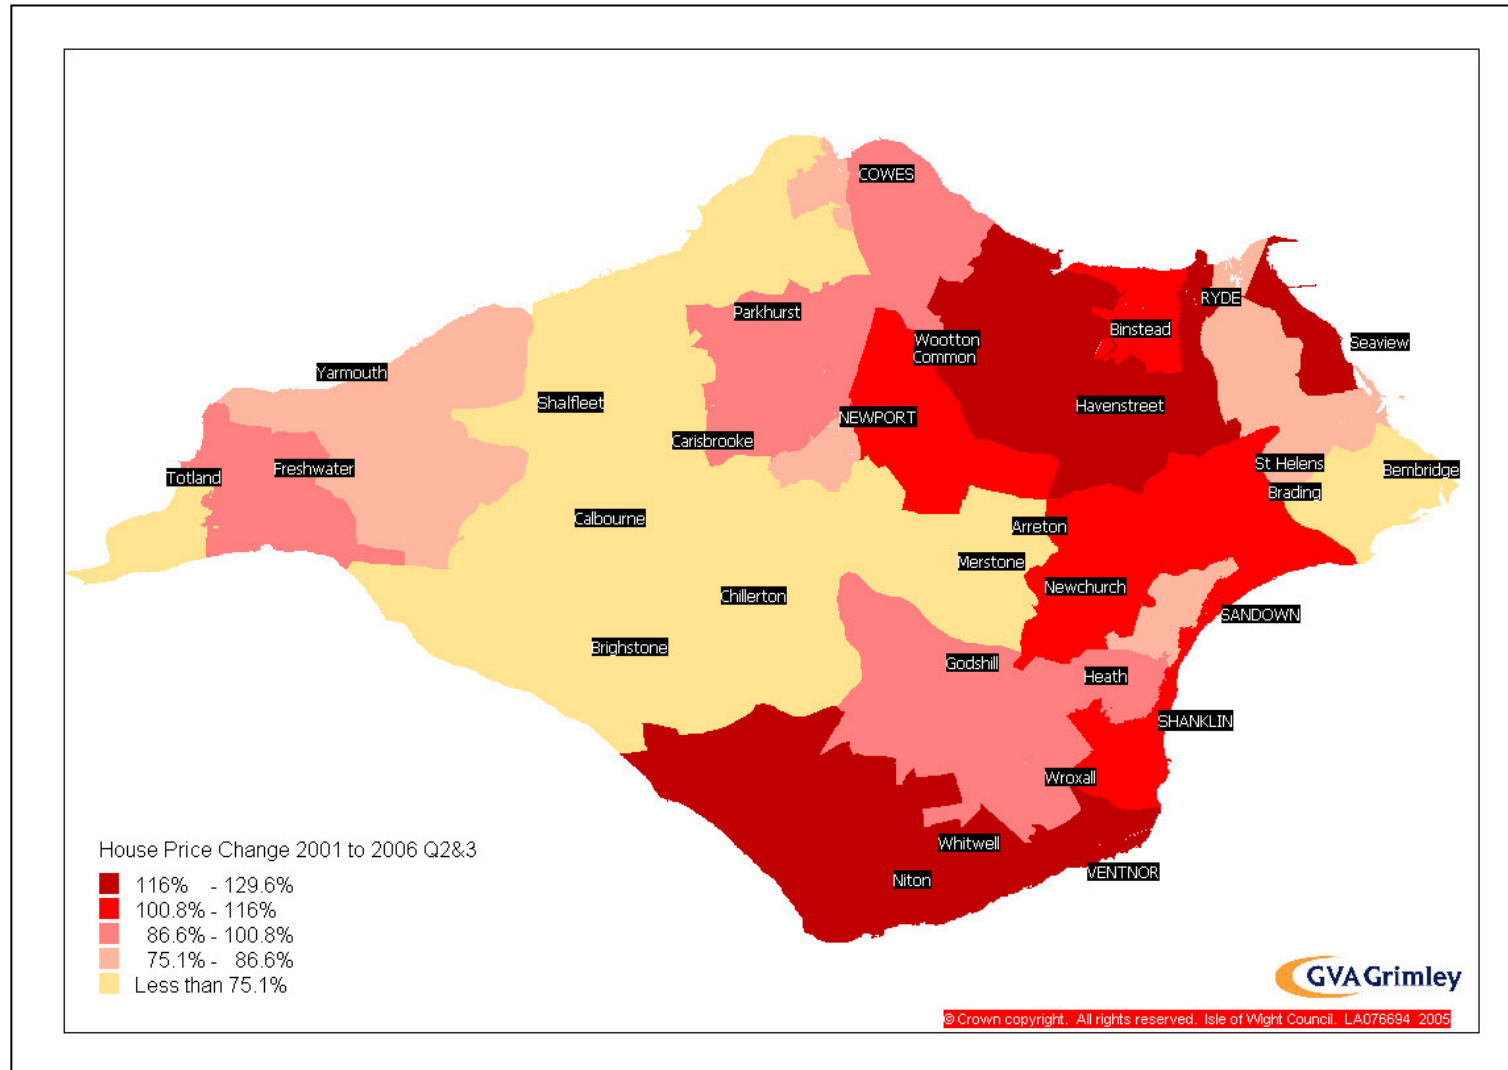 COWES
Parkhurst
RYDE
Binstead
Wootton
Common
Seaview
Yarmouth
Shalfleet
Havenstreet
NEWPORT
Carisbrooke
Totland
Freshwater
St Helens
Bembridge
Brading
Calbourne
Arreton
Merstone
Newchurch
Chillerton
SANDOWN
Brighstone
Godshill
Heath
SHANKLIN
Wroxall
Whitwell
VENTNOR
Niton
House Price Change 2001 to 2006 Q2&3
116% - 129.6%
100.8% - 116%
86.6% - 100.8%
75.1% - 86.6%
Less than 75.1%
GVA Grimley
© Crown copyright. All rights reserved. Isle of Wight Council. LA076694 2005